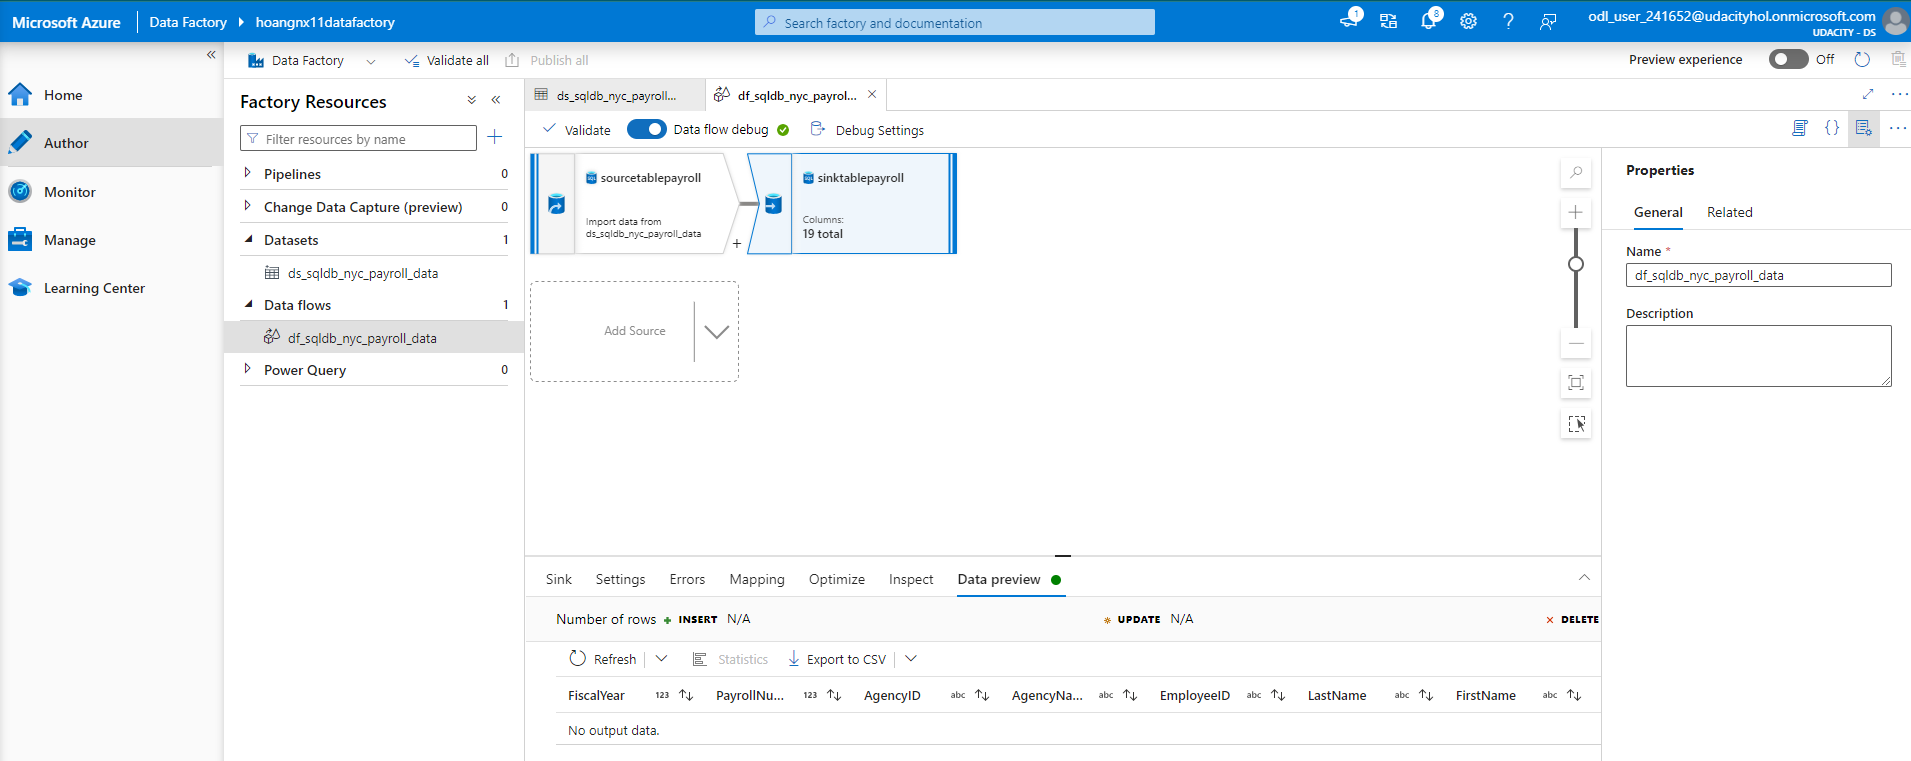 Microsoft Azure
Data Factory
hoangnx11datafactory
Search factory and documentation
1
8
odl_user_241652@udacityhol.onmicrosoft.com
UDACITY - DS
Home
Author
Monitor
Manage
Learning Center
Data Factory
Validate all
Publish all
Preview experience
Off
Factory Resources
Filter resources by name
Pipelines 0
Change Data Capture (preview) 0
Datasets 1
ds_sqldb_nyc_payroll_data
Data flows 1
df_sqldb_nyc_payroll_data
Power Query 0
ds_sqldb_nyc_payroll...
df_sqldb_nyc_payrol...
Validate
Data flow debug
Debug Settings
sourcetablepayroll
Import data from
ds_sqldb_nyc_payroll_data
+
sinktablepayroll
Columns:
19 total
Add Source
Properties
General
Related
Name *
df_sqldb_nyc_payroll_data
Description
Sink Settings Errors Mapping Optimize Inspect Data preview
Number of rows + INSERT N/A UPDATE N/A DELETE
Refresh Statistics Export to CSV
FiscalYear 123 PayrollNu... 123 AgencyID abc AgencyNa... abc EmployeeID abc LastName abc FirstName abc
No output data.